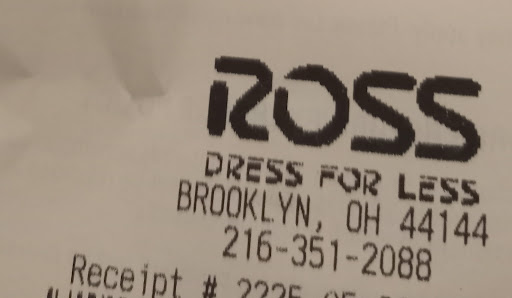 ROSS
DRESS FOR LESS
BROOKLYN, OH 44144
216-351-2088
Receipt #